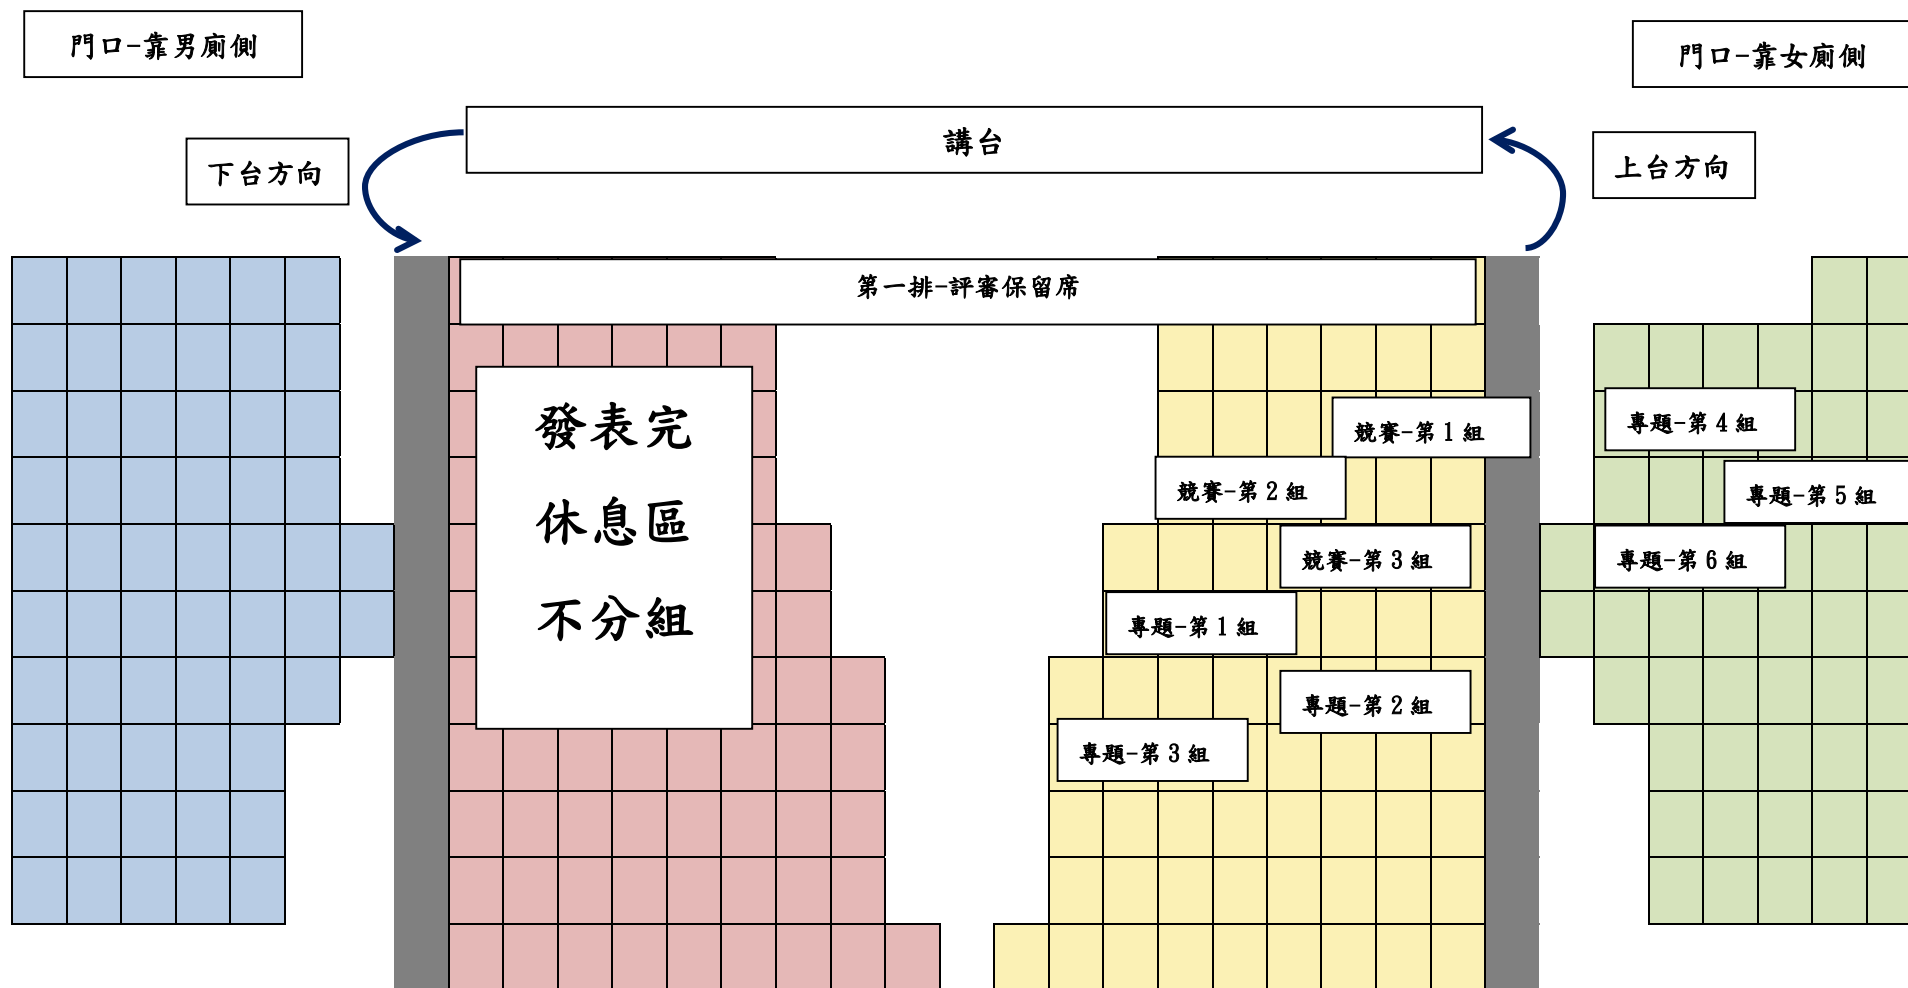 門口-靠男廁側
門口-靠女廁側
講台
下台方向
上台方向
第一排-評審保留席
發表完
休息區
不分組
競賽-第 1 組
競賽-第 2 組
競賽-第 3 組
專題-第 1 組
專題-第 2 組
專題-第 3 組
專題-第 4 組
專題-第 5 組
專題-第 6 組